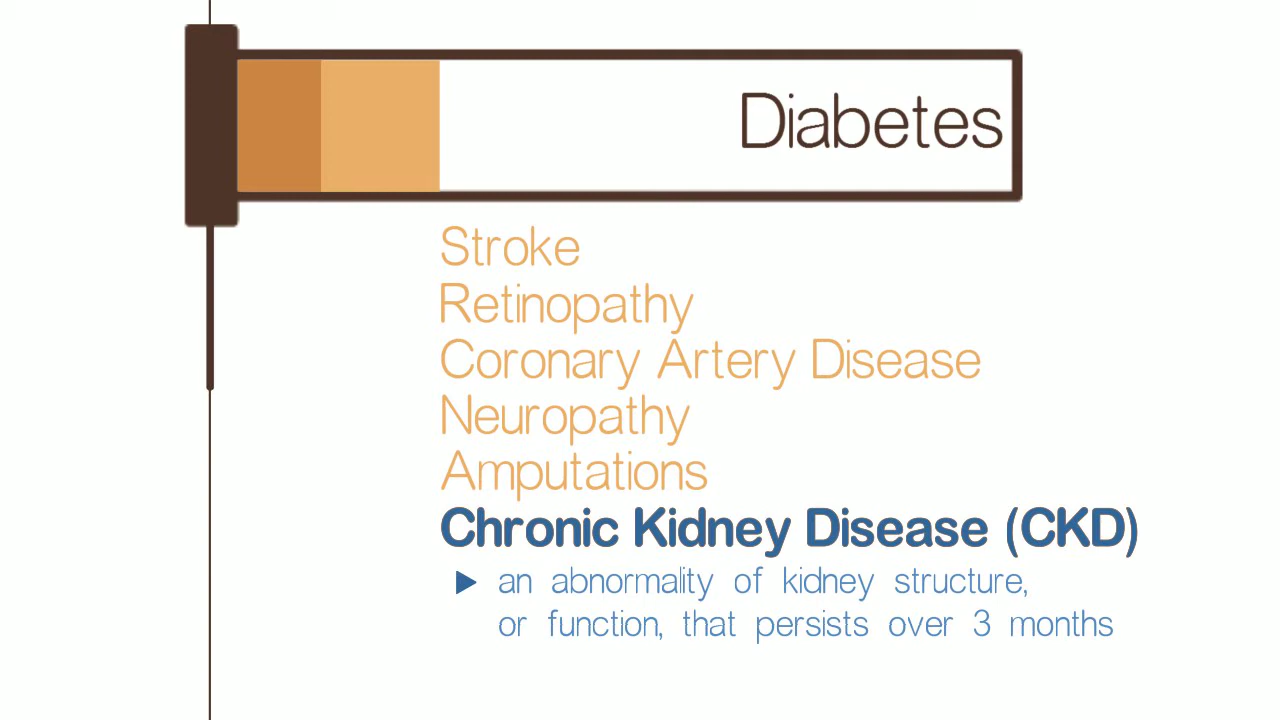 Diabetes
Stroke
Retinopathy
Coronary Artery Disease
Neuropathy
Amputations
Chronic Kidney Disease (CKD)
an abnormality of kidney structure,
or function, that persists over 3 months